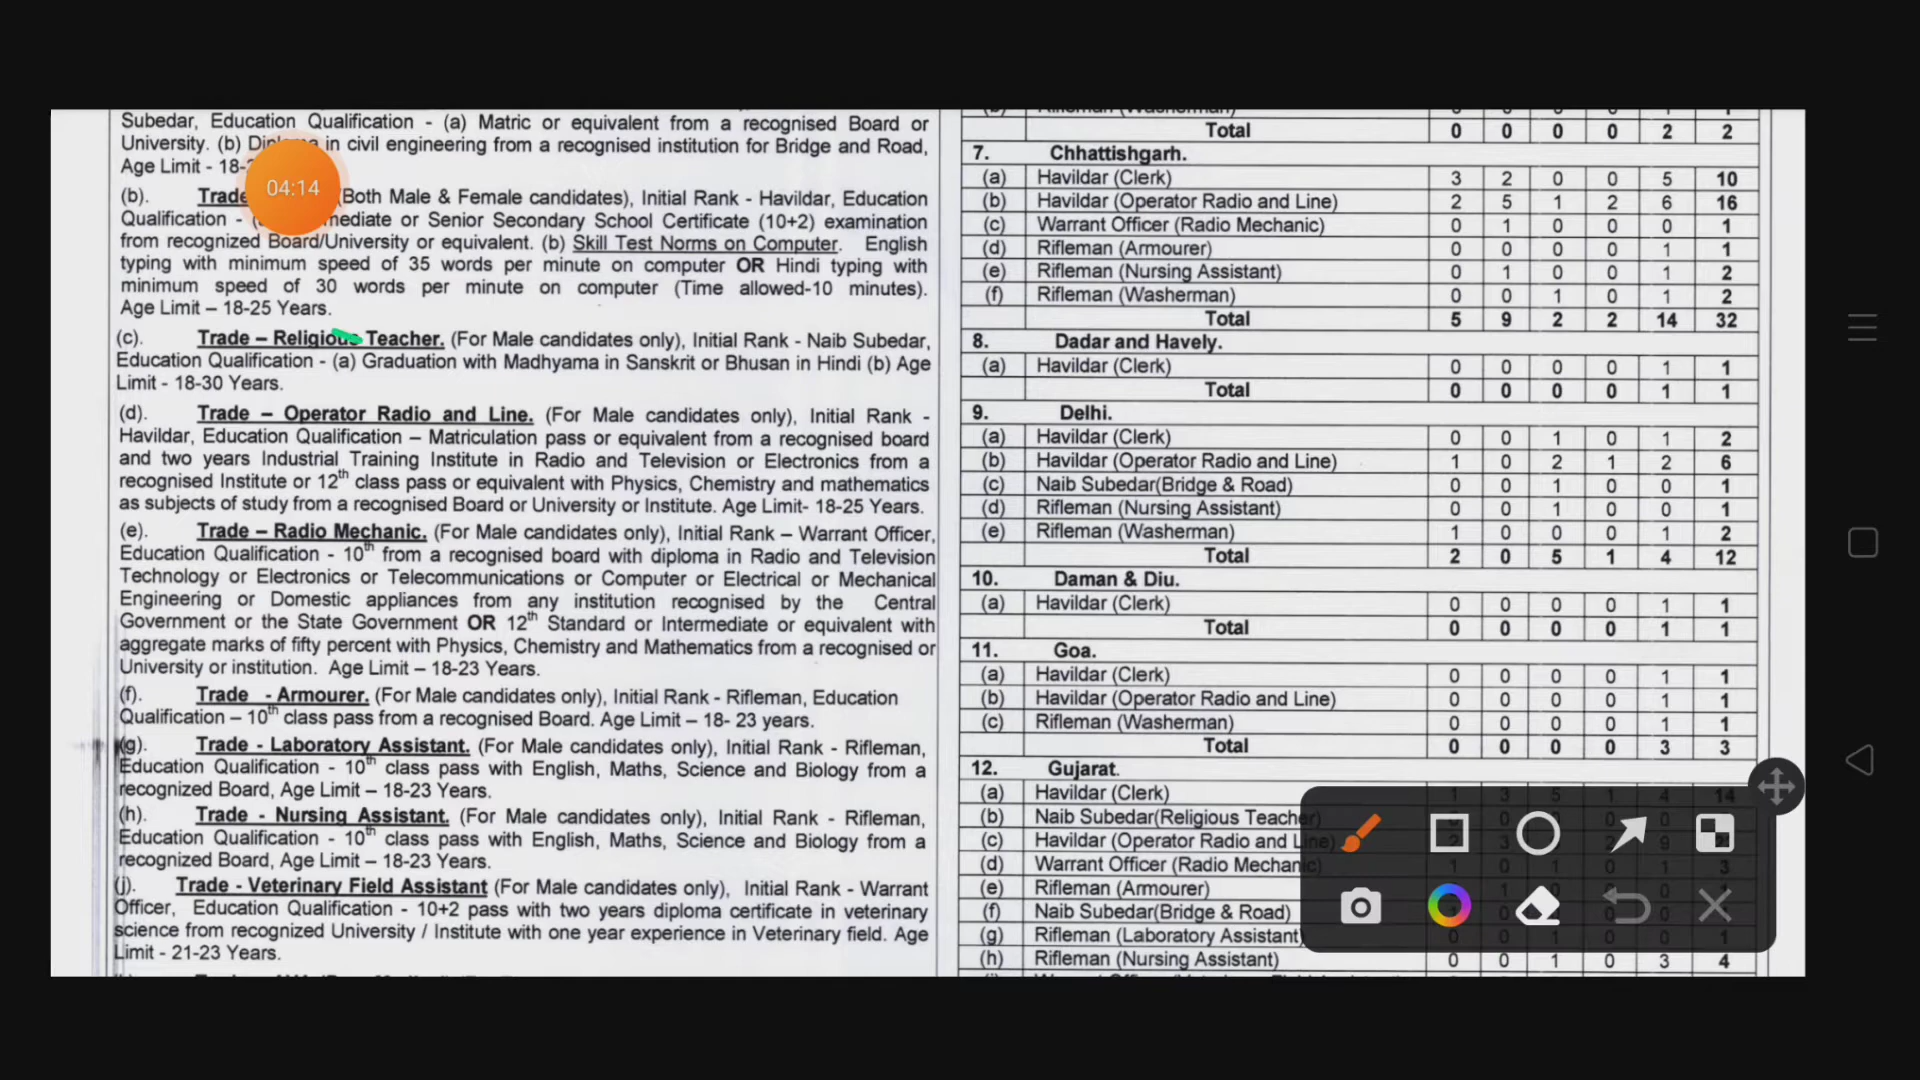 Subedar, Education Qualification - (a) Matric or equivalent from a recognised Board or
University. (b) in civil engineering from a recognised institution for Bridge and Road,
Age Limit - 18-
04:14
(b). Trade (Both Male & Female candidates), Initial Rank - Havildar, Education
Qualification - or Senior Secondary School Certificate (10+2) examination
from recognized Board/University or equivalent. (b) Skill Test Norms on Computer. English
typing with minimum speed of 35 words per minute on computer OR Hindi typing with
minimum speed of 30 words per minute on computer (Time allowed-10 minutes).
Age Limit – 18-25 Years.
(c). Trade – Religious Teacher. (For Male candidates only), Initial Rank - Naib Subedar,
Education Qualification - (a) Graduation with Madhyama in Sanskrit or Bhusan in Hindi (b) Age
Limit - 18-30 Years.
(d). Trade – Operator Radio and Line. (For Male candidates only), Initial Rank -
Havildar, Education Qualification – Matriculation pass or equivalent from a recognised board
and two years Industrial Training Institute in Radio and Television or Electronics from a
recognised Institute or 12th class pass or equivalent with Physics, Chemistry and mathematics
as subjects of study from a recognised Board or University or Institute. Age Limit- 18-25 Years.
(e). Trade – Radio Mechanic. (For Male candidates only), Initial Rank – Warrant Officer,
Education Qualification - 10th from a recognised board with diploma in Radio and Television
Technology or Electronics or Telecommunications or Computer or Electrical or Mechanical
Engineering or Domestic appliances from any institution recognised by the Central
Government or the State Government OR 12th Standard or Intermediate or equivalent with
aggregate marks of fifty percent with Physics, Chemistry and Mathematics from a recognised or
University or institution. Age Limit – 18-23 Years.
(f). Trade - Armourer. (For Male candidates only), Initial Rank - Rifleman, Education
Qualification – 10th class pass from a recognised Board. Age Limit – 18- 23 years.
(g). Trade - Laboratory Assistant. (For Male candidates only), Initial Rank - Rifleman,
Education Qualification - 10th class pass with English, Maths, Science and Biology from a
recognized Board, Age Limit – 18-23 Years.
(h). Trade - Nursing Assistant. (For Male candidates only), Initial Rank - Rifleman,
Education Qualification - 10th class pass with English, Maths, Science and Biology from a
recognized Board, Age Limit – 18-23 Years.
(j). Trade - Veterinary Field Assistant (For Male candidates only), Initial Rank - Warrant
Officer, Education Qualification - 10+2 pass with two years diploma certificate in veterinary
science from recognized University / Institute with one year experience in Veterinary field. Age
Limit - 21-23 Years.
Total 0 0 0 0 2 2
7. Chhattishgarh.
(a) Havildar (Clerk) 3 2 0 0 5 10
(b) Havildar (Operator Radio and Line) 2 5 1 2 6 16
(c) Warrant Officer (Radio Mechanic) 0 1 0 0 0 1
(d) Rifleman (Armourer) 0 0 0 0 1 1
(e) Rifleman (Nursing Assistant) 0 1 0 0 1 2
(f) Rifleman (Washerman) 0 0 1 0 1 2
Total 5 9 2 2 14 32
8. Dadar and Havely.
(a) Havildar (Clerk) 0 0 0 0 1 1
Total 0 0 0 0 1 1
9. Delhi.
(a) Havildar (Clerk) 0 0 1 0 1 2
(b) Havildar (Operator Radio and Line) 1 0 2 1 2 6
(c) Naib Subedar(Bridge & Road) 0 0 1 0 0 1
(d) Rifleman (Nursing Assistant) 0 0 1 0 0 1
(e) Rifleman (Washerman) 1 0 0 0 1 2
Total 2 0 5 1 4 12
10. Daman & Diu.
(a) Havildar (Clerk) 0 0 0 0 1 1
Total 0 0 0 0 1 1
11. Goa.
(a) Havildar (Clerk) 0 0 0 0 1 1
(b) Havildar (Operator Radio and Line) 0 0 0 0 1 1
(c) Rifleman (Washerman) 0 0 0 0 1 1
Total 0 0 0 0 3 3
12. Gujarat.
(a) Havildar (Clerk) 1 3 5 1 4 14
(b) Naib Subedar(Religious Teacher)
(c) Havildar (Operator Radio and Line)
(d) Warrant Officer (Radio Mechanic)
(e) Rifleman (Armourer)
(f) Naib Subedar(Bridge & Road)
(g) Rifleman (Laboratory Assistant)
(h) Rifleman (Nursing Assistant) 0 0 1 0 3 4